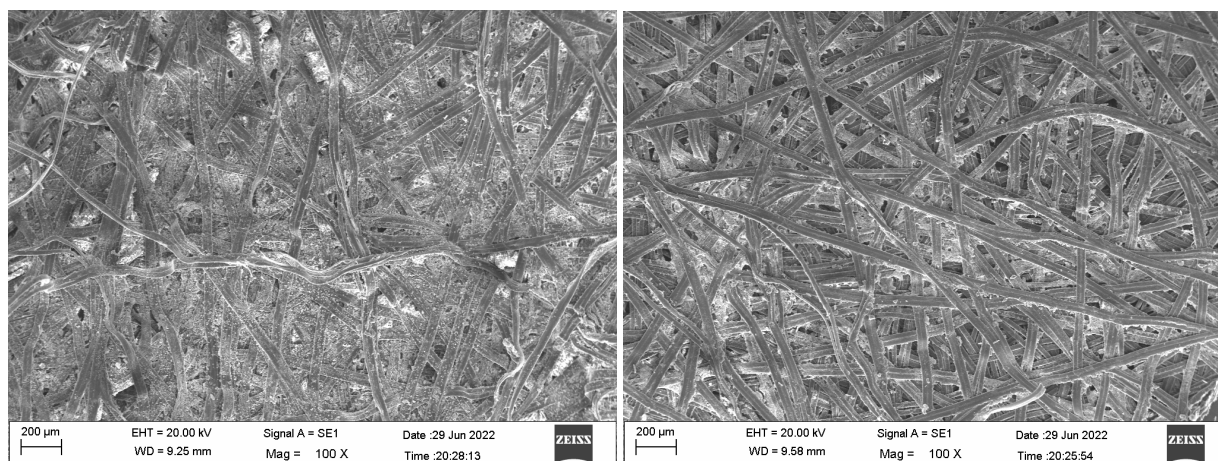 200 µm
EHT = 20.00 kV
WD = 9.25 mm
Signal A = SE1
Mag = 100 X
Date :29 Jun 2022
Time :20:28:13
ZEISS
200 µm
EHT = 20.00 kV
WD = 9.58 mm
Signal A = SE1
Mag = 100 X
Date :29 Jun 2022
Time :20:25:54
ZEISS